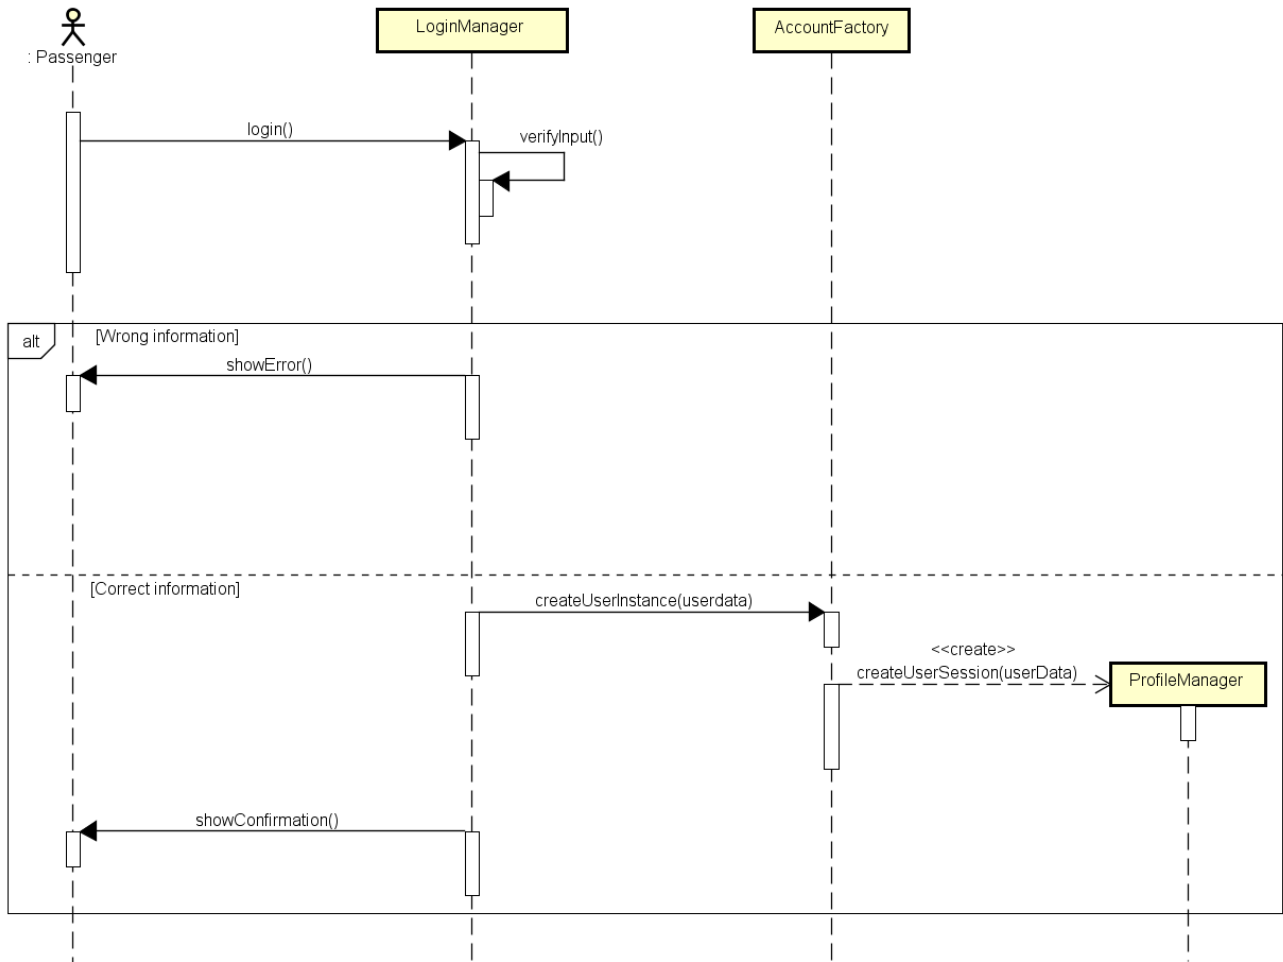 : Passenger
LoginManager
AccountFactory
login()
verifyInput()
alt
[Wrong information]
showError()
[Correct information]
createUserInstance(userdata)
<<create>>
createUserSession(userData)
ProfileManager
showConfirmation()